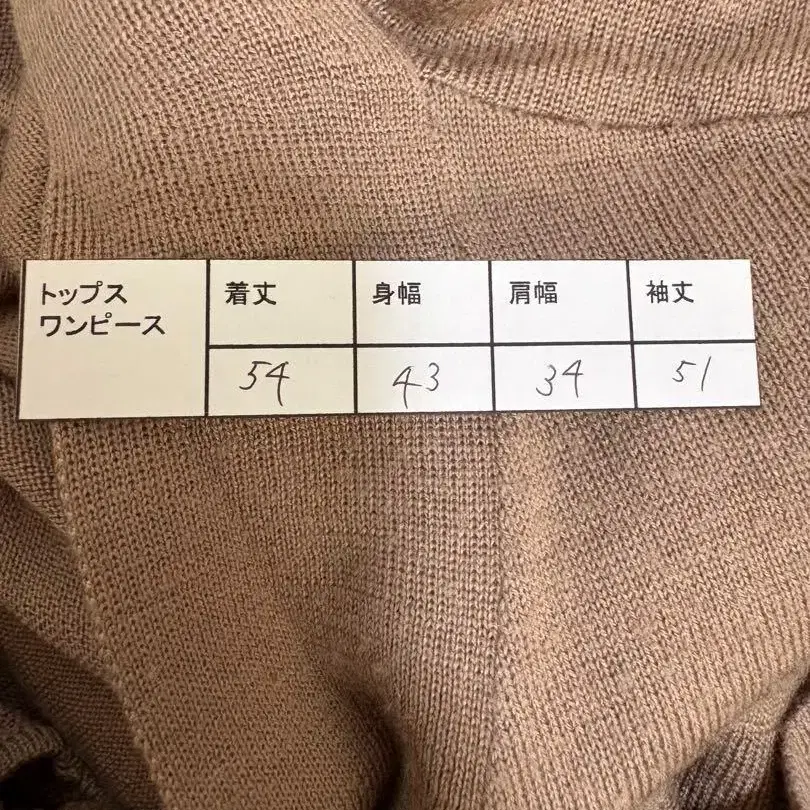 トップス
ワンピース
着丈 身幅 肩幅 袖丈
54 43 34 51